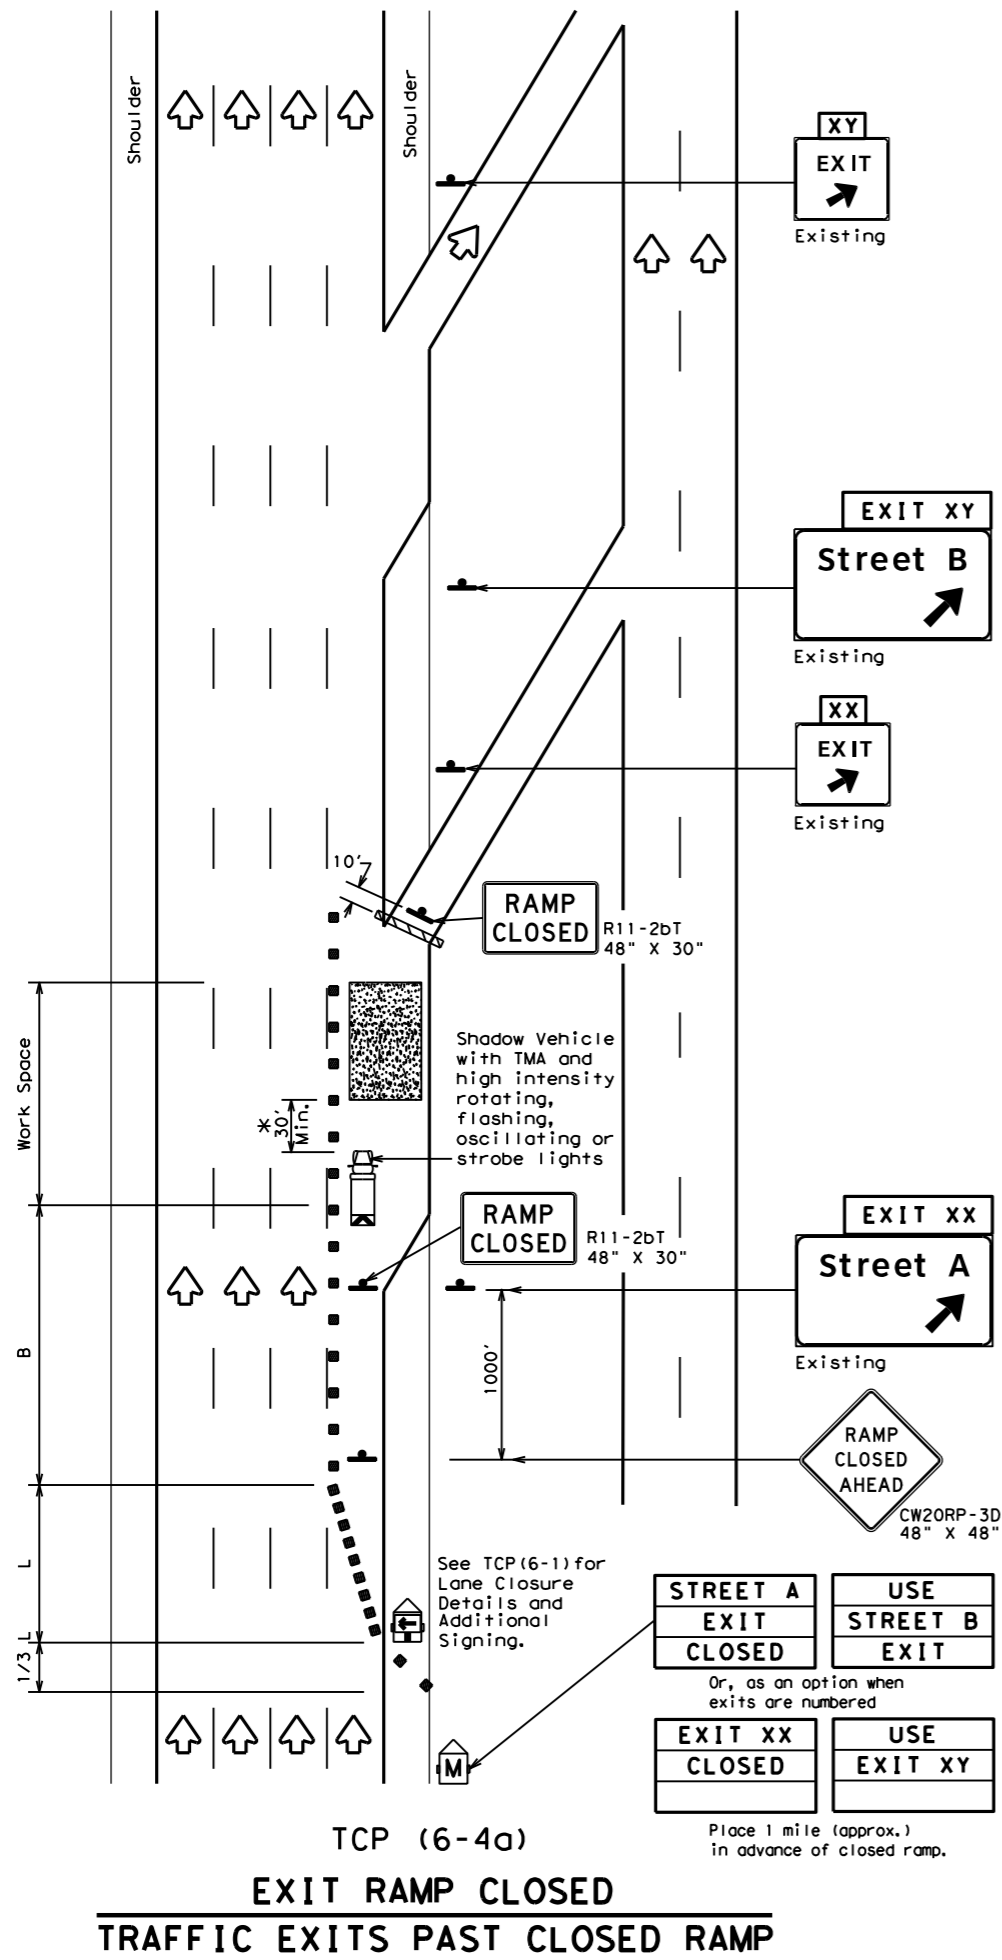 Shoulder
Shoulder
XY
EXIT
Existing
EXIT XY
Street B
Existing
XX
EXIT
Existing
10'
RAMP
CLOSED
R11-2bT
48" X 30"
Work Space
*
30'
Min.
Shadow Vehicle
with TMA and
high intensity
rotating,
flashing,
oscillating or
strobe lights
RAMP
CLOSED
R11-2bT
48" X 30"
EXIT XX
Street A
Existing
B
1000'
RAMP
CLOSED
AHEAD
CW20RP-3D
48" X 48"
L
See TCP(6-1)for
Lane Closure
Details and
Additional
Signing.
1/3 L
STREET A
EXIT
CLOSED
USE
STREET B
EXIT
Or, as an option when
exits are numbered
EXIT XX
CLOSED
USE
EXIT XY
M
Place 1 mile (approx.)
in advance of closed ramp.
TCP (6-4a)
EXIT RAMP CLOSED
TRAFFIC EXITS PAST CLOSED RAMP